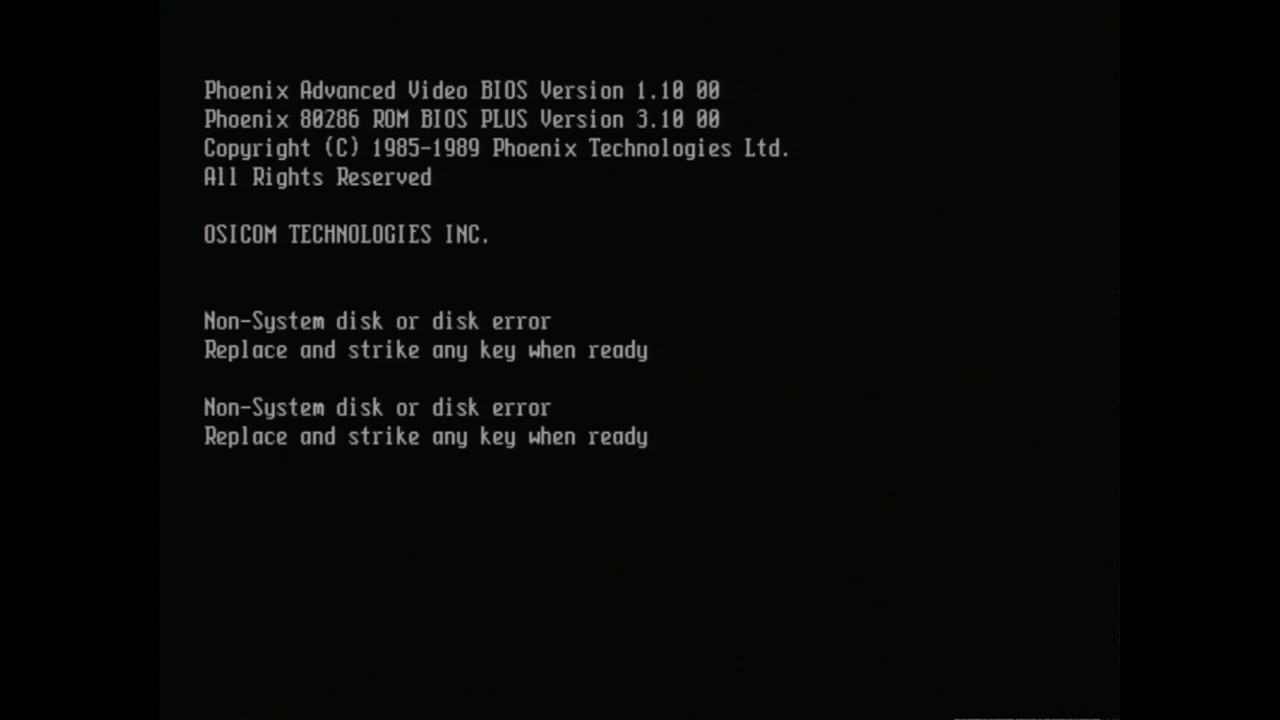 Phoenix Advanced Video BIOS Version 1.10 00
Phoenix 80286 ROM BIOS PLUS Version 3.10 00
Copyright (C) 1985-1989 Phoenix Technologies Ltd.
All Rights Reserved
OSICOM TECHNOLOGIES INC.
Non-System disk or disk error
Replace and strike any key when ready
Non-System disk or disk error
Replace and strike any key when ready